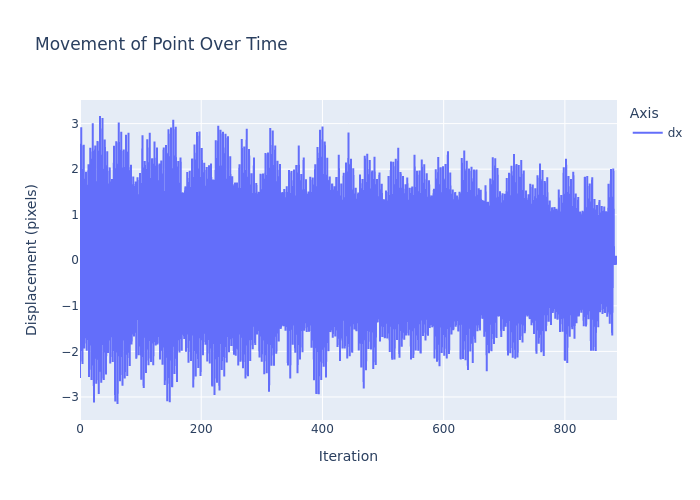 Movement of Point Over Time
Axis
dx
Displacement (pixels)
3
2
1
0
−1
−2
−3
0
200
400
600
800
Iteration